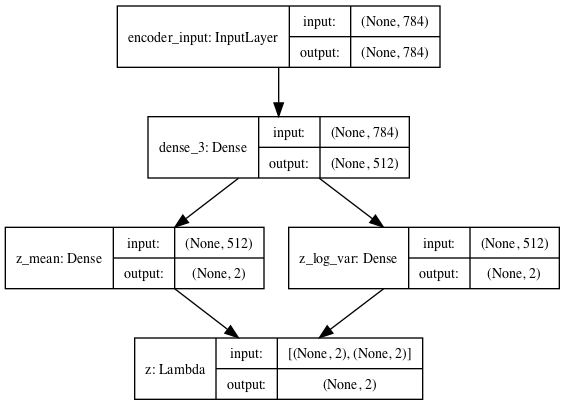 encoder_input: InputLayer
input:
(None, 784)
output:
(None, 784)
dense_3: Dense
input:
(None, 784)
output:
(None, 512)
z_mean: Dense
input:
(None, 512)
output:
(None, 2)
z_log_var: Dense
input:
(None, 512)
output:
(None, 2)
z: Lambda
input:
[(None, 2), (None, 2)]
output:
(None, 2)